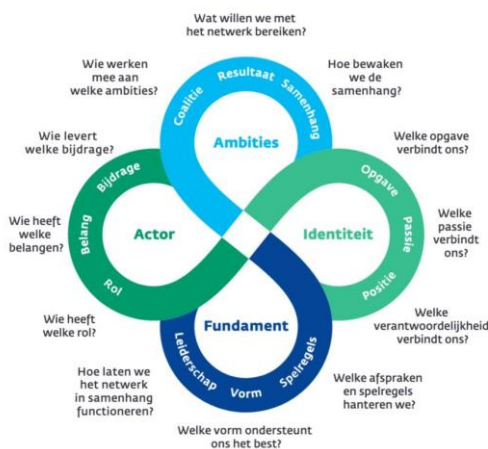 Wat willen we met
het netwerk bereiken?
Wie werken
mee aan
welke ambities?
Hoe bewaken
we de
samenhang?
Coalitie
Resultaat
Samenhang
Ambities
Wie levert
welke bijdrage?
Welke opgave
verbindt ons?
Bijdrage
Belang
Rol
Actor
Opgave
Passie
Positie
Identiteit
Wie heeft
welke
belangen?
Welke
passie
verbindt
ons?
Wie heeft
welke rol?
Welke
verantwoordelijkheid
verbindt ons?
Fundament
Leiderschap
Vorm
Spelregels
Hoe laten we
het netwerk
in samenhang
functioneren?
Welke afspraken
en spelregels
hanteren we?
Welke vorm ondersteunt
ons het best?